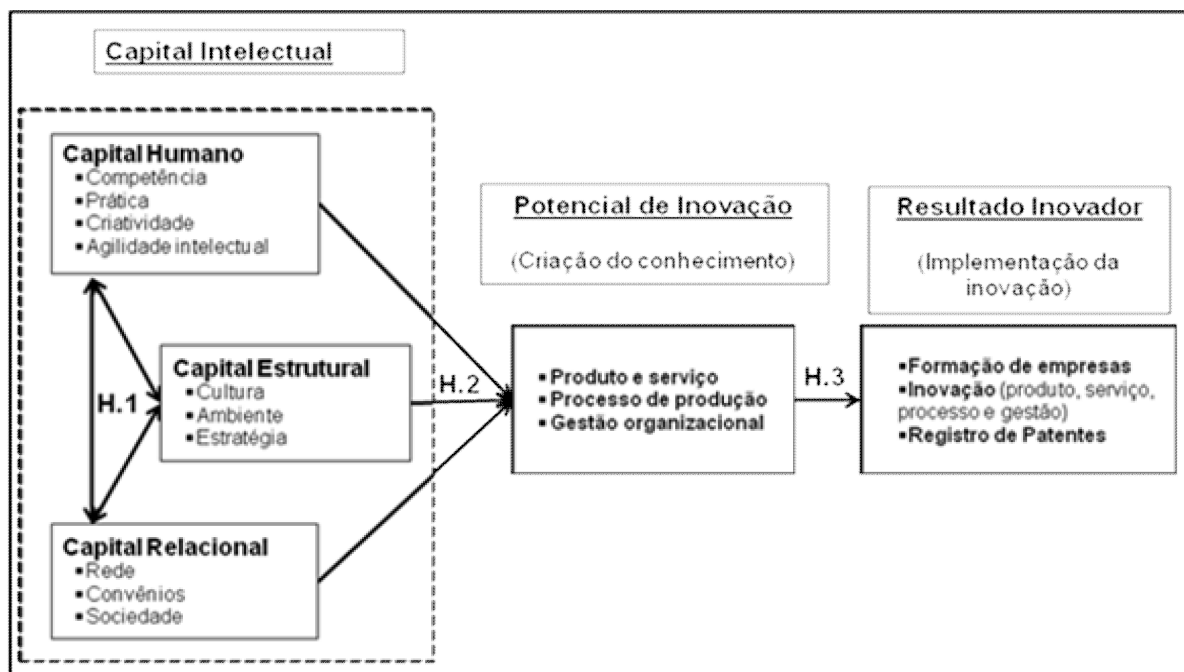 Capital Intelectual
Capital Humano
▪Competência
▪Prática
▪Criatividade
▪Agilidade intelectual
H.1
Capital Estrutural
▪Cultura
▪Ambiente
▪Estratégia
Capital Relacional
▪Rede
▪Convênios
▪Sociedade
H.2
Potencial de Inovação
(Criação do conhecimento)
▪Produto e serviço
▪Processo de produção
▪Gestão organizacional
H.3
Resultado Inovador
(Implementação da
inovação)
▪Formação de empresas
▪Inovação (produto, serviço,
processo e gestão)
▪Registro de Patentes